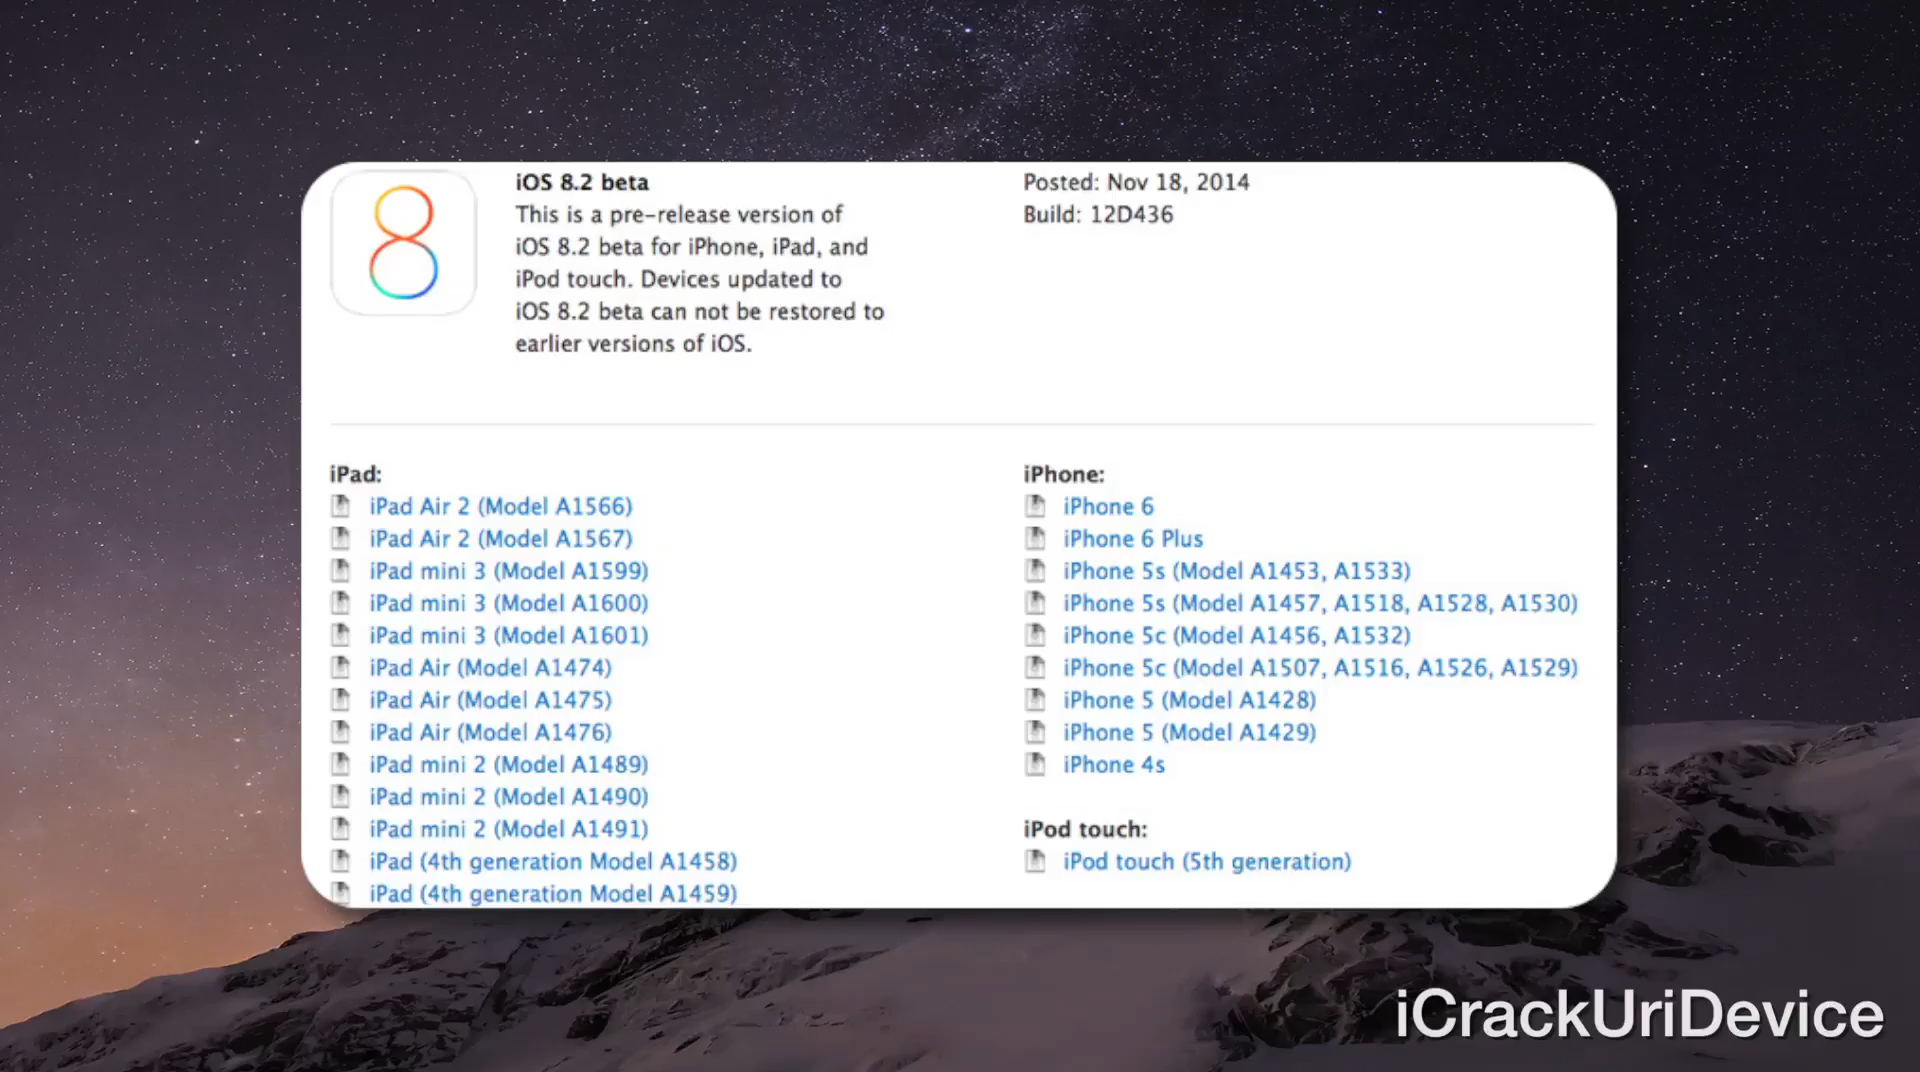 iOS 8.2 beta
This is a pre-release version of
iOS 8.2 beta for iPhone, iPad, and
iPod touch. Devices updated to
iOS 8.2 beta can not be restored to
earlier versions of iOS.
Posted: Nov 18, 2014
Build: 12D436
iPad:
iPad Air 2 (Model A1566)
iPad Air 2 (Model A1567)
iPad mini 3 (Model A1599)
iPad mini 3 (Model A1600)
iPad mini 3 (Model A1601)
iPad Air (Model A1474)
iPad Air (Model A1475)
iPad Air (Model A1476)
iPad mini 2 (Model A1489)
iPad mini 2 (Model A1490)
iPad mini 2 (Model A1491)
iPad (4th generation Model A1458)
iPad (4th generation Model A1459)
iPhone:
iPhone 6
iPhone 6 Plus
iPhone 5s (Model A1453, A1533)
iPhone 5s (Model A1457, A1518, A1528, A1530)
iPhone 5c (Model A1456, A1532)
iPhone 5c (Model A1507, A1516, A1526, A1529)
iPhone 5 (Model A1428)
iPhone 5 (Model A1429)
iPhone 4s
iPod touch:
iPod touch (5th generation)
8
iCrackUriDevice